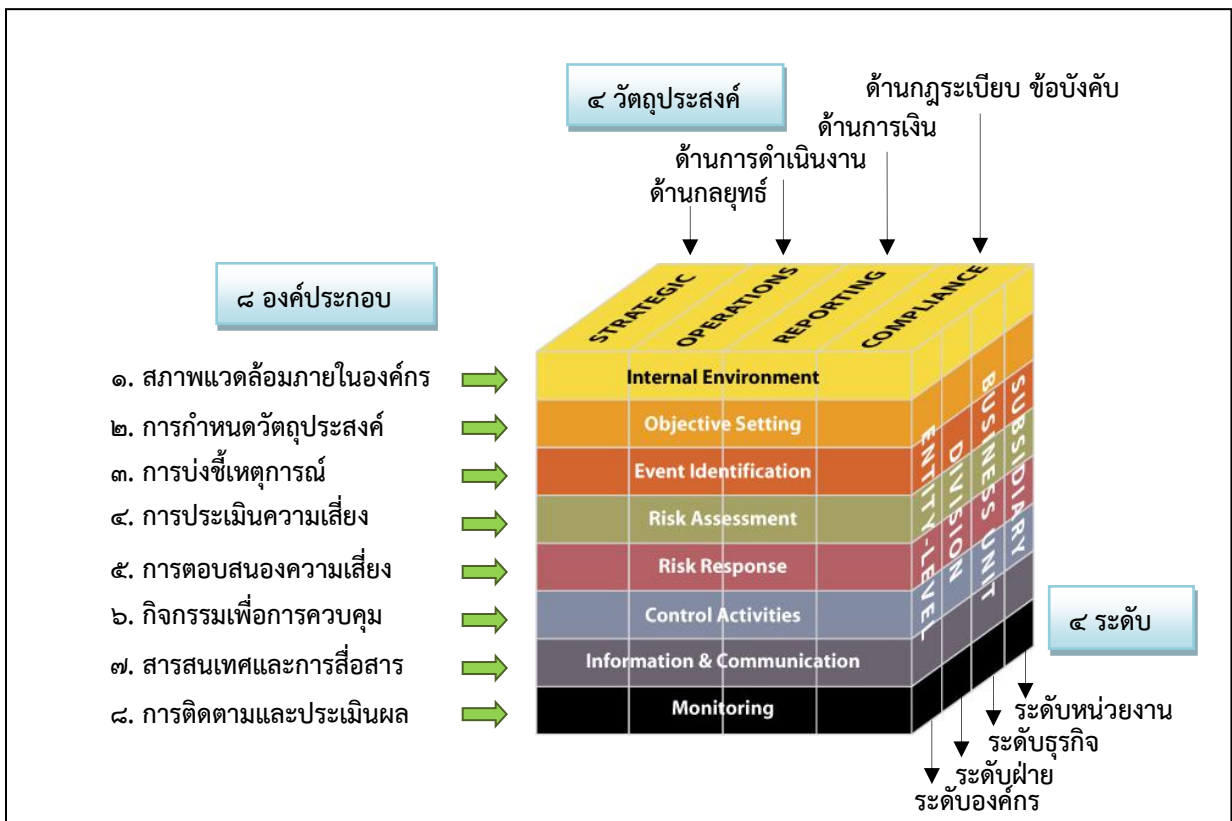 ๔ วัตถุประสงค์
ด้านกฎระเบียบ ข้อบังคับ
ด้านการเงิน
ด้านการดำเนินงาน
ด้านกลยุทธ์
๘ องค์ประกอบ
STRATEGIC
OPERATIONS
REPORTING
COMPLIANCE
๑. สภาพแวดล้อมภายในองค์กร
Internal Environment
๒. การกำหนดวัตถุประสงค์
Objective Setting
๓. การบ่งชี้เหตุการณ์
Event Identification
๔. การประเมินความเสี่ยง
Risk Assessment
๕. การตอบสนองความเสี่ยง
Risk Response
๖. กิจกรรมเพื่อการควบคุม
Control Activities
๗. สารสนเทศและการสื่อสาร
Information & Communication
๘. การติดตามและประเมินผล
Monitoring
ENTITY-LEVEL
DIVISION
BUSINESS UNIT
SUBSIDIARY
๔ ระดับ
ระดับหน่วยงาน
ระดับธุรกิจ
ระดับฝ่าย
ระดับองค์กร